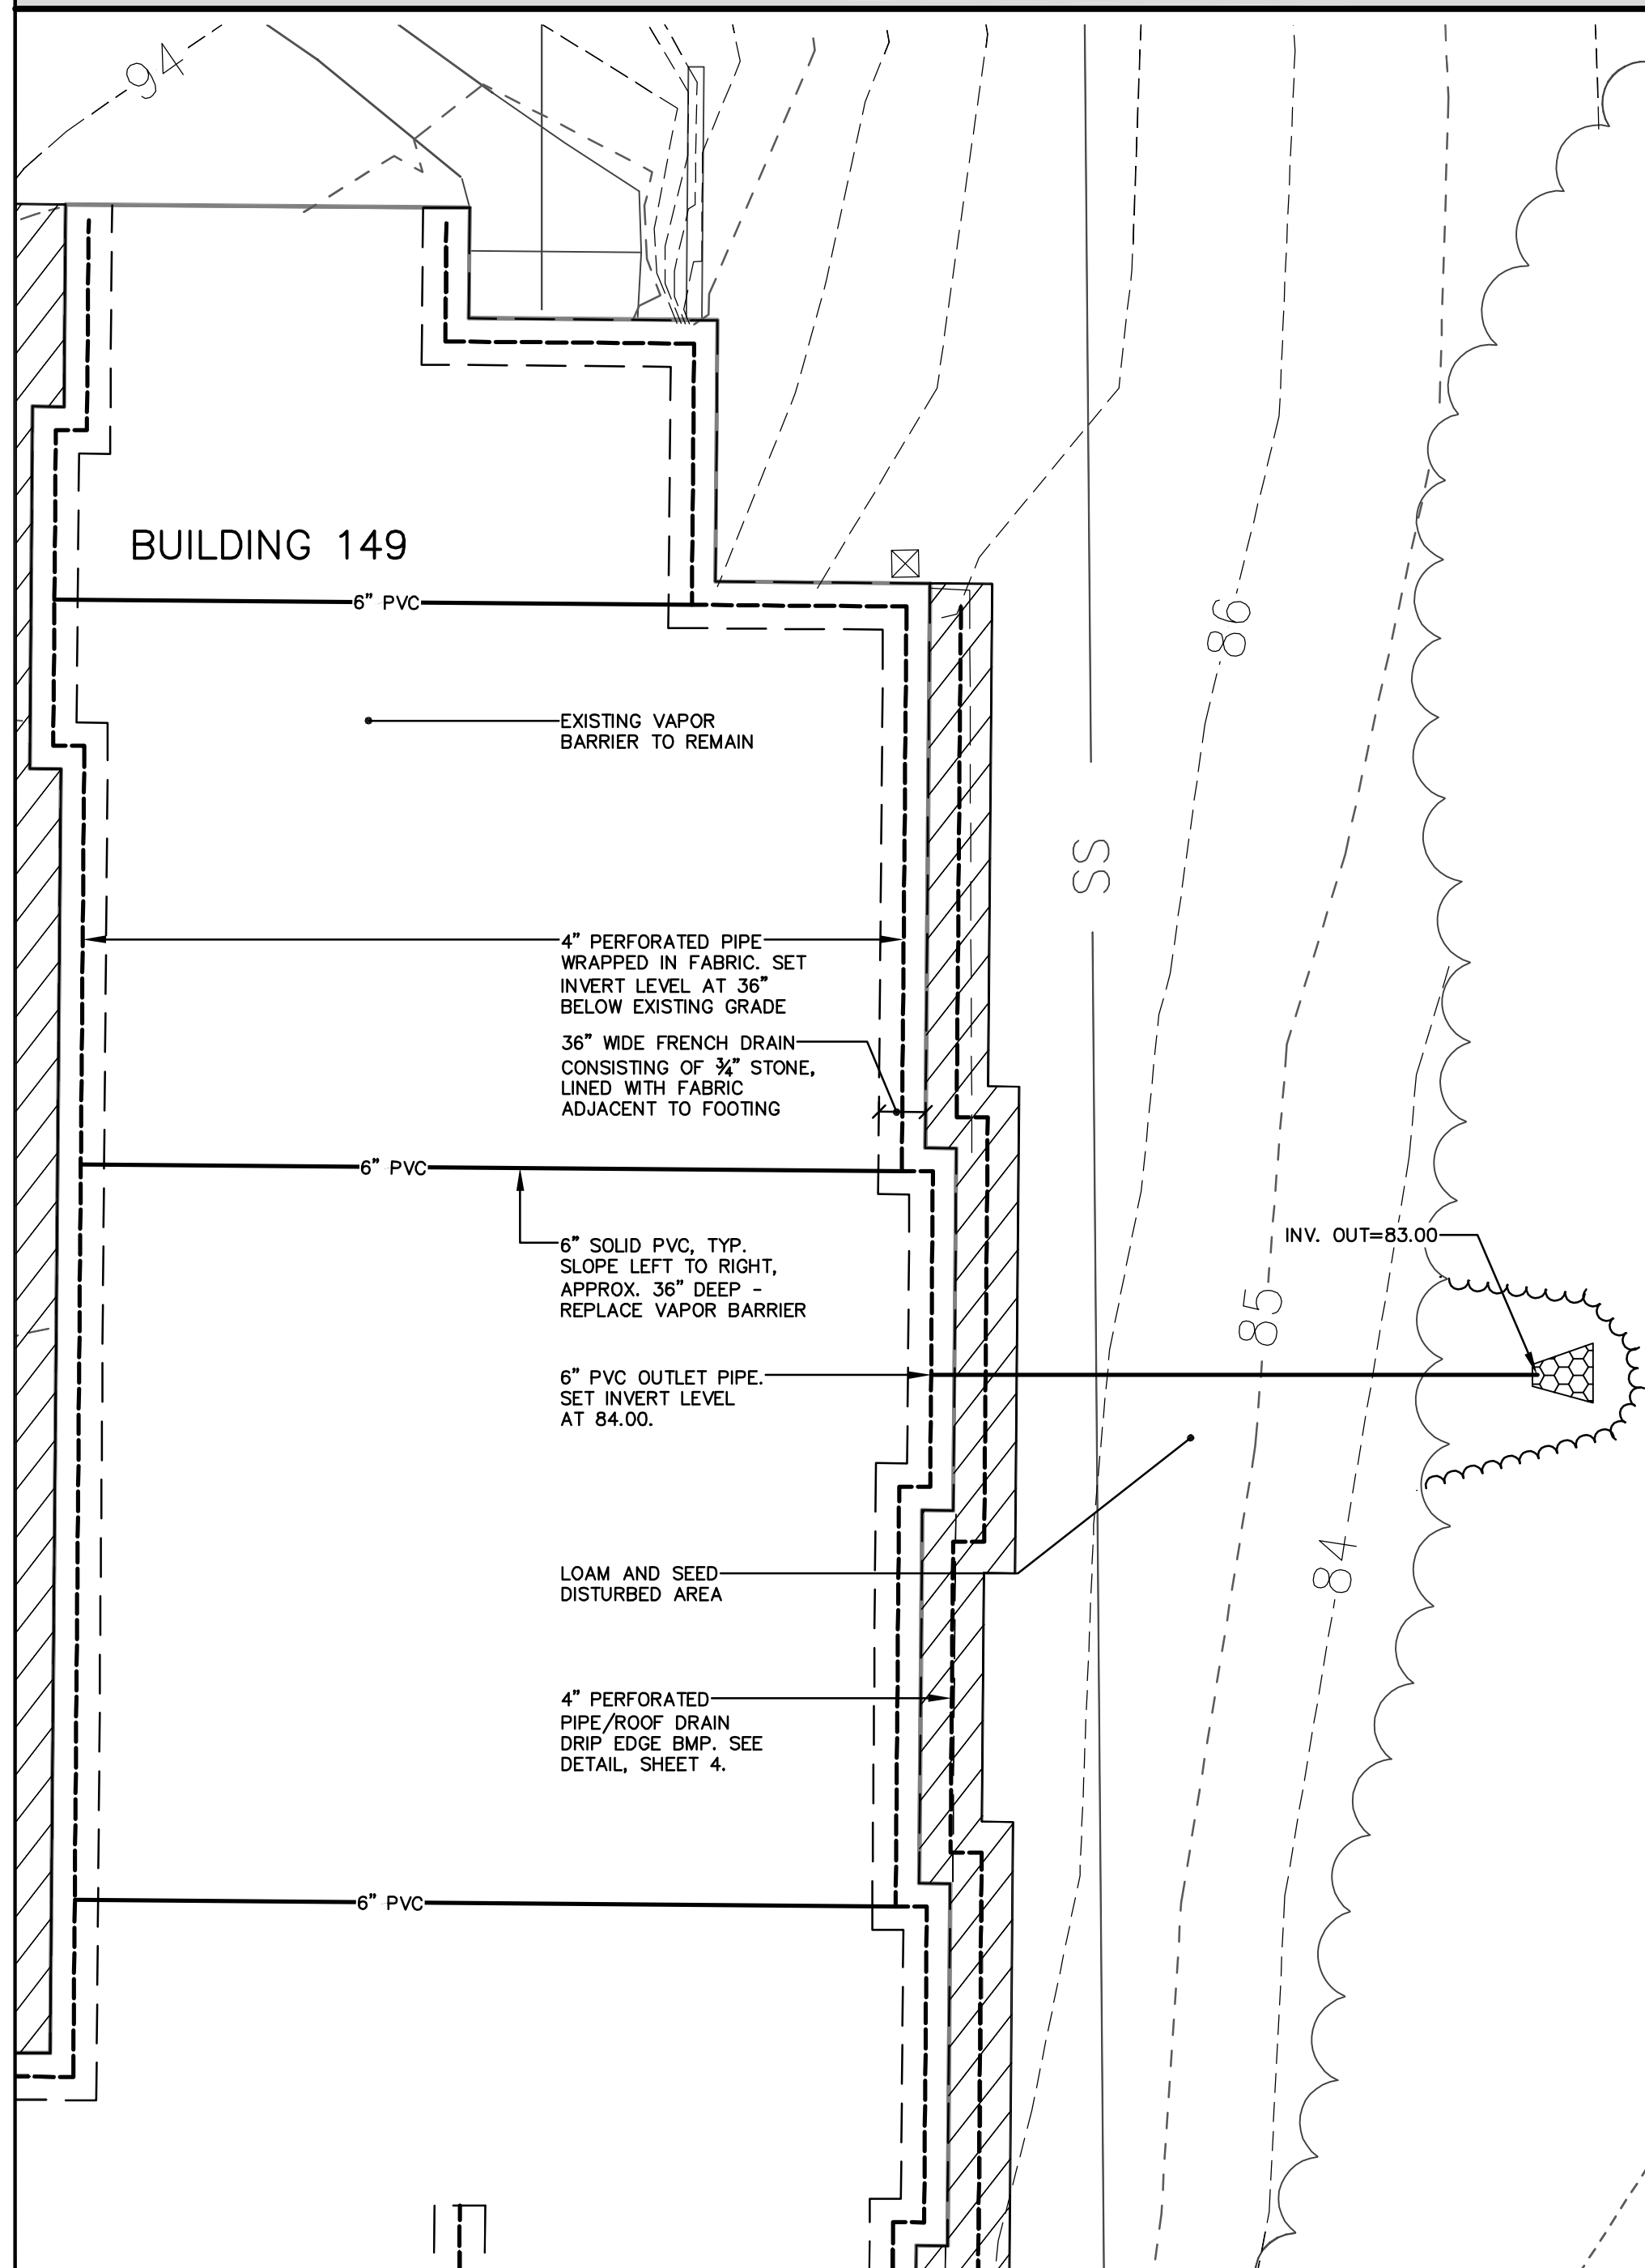 94
BUILDING 149
6" PVC
86
EXISTING VAPOR
BARRIER TO REMAIN
SS
4" PERFORATED PIPE
WRAPPED IN FABRIC. SET
INVERT LEVEL AT 36"
BELOW EXISTING GRADE
36" WIDE FRENCH DRAIN
CONSISTING OF ¾" STONE,
LINED WITH FABRIC
ADJACENT TO FOOTING
6" PVC
INV. OUT=83.00
6" SOLID PVC, TYP.
SLOPE LEFT TO RIGHT,
APPROX. 36" DEEP -
REPLACE VAPOR BARRIER
85
6" PVC OUTLET PIPE.
SET INVERT LEVEL
AT 84.00.
84
LOAM AND SEED
DISTURBED AREA
4" PERFORATED
PIPE/ROOF DRAIN
DRIP EDGE BMP. SEE
DETAIL, SHEET 4.
6" PVC